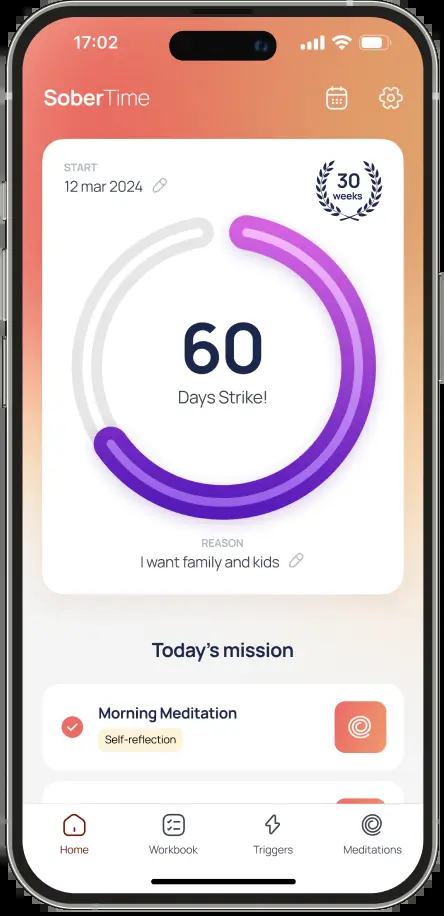 17:02
SoberTime
START
12 mar 2024
30
weeks
60
Days Strike!
REASON
I want family and kids
Today's mission
Morning Meditation
Self-reflection
Home
Workbook
Triggers
Meditations